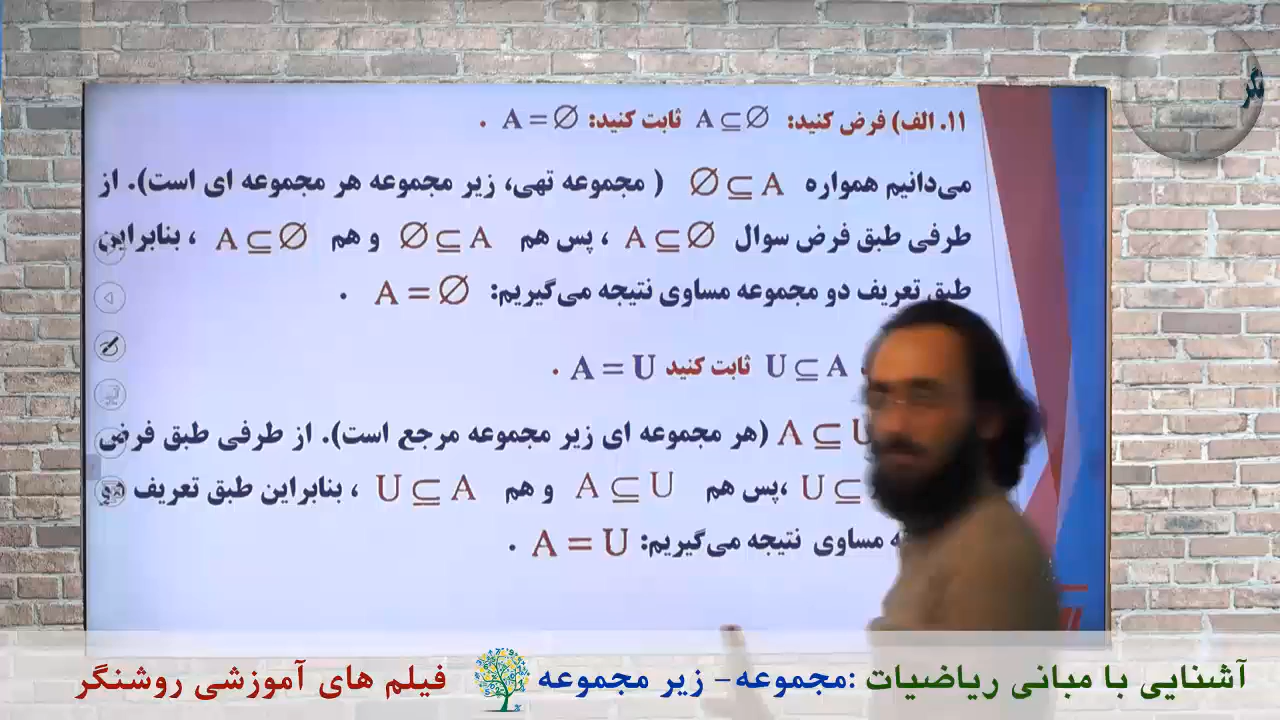 ۱۱. الف) فرض کنید: A ⊆ ∅ ثابت کنید: A = ∅ .
می‌دانیم همواره ∅ ⊆ A ( مجموعه تهی، زیر مجموعه هر مجموعه ای است). از
طرفی طبق فرض سوال A ⊆ ∅ ، پس هم ∅ ⊆ A و هم A ⊆ ∅ ، بنابراین
طبق تعریف دو مجموعه مساوی نتیجه می‌گیریم: A = ∅ .
U ⊆ A ثابت کنید A = U .
A ⊆ U (هر مجموعه ای زیر مجموعه مرجع است). از طرفی طبق فرض
U ⊆ ،پس هم A ⊆ U و هم U ⊆ A ، بنابراین طبق تعریف دو
مساوی نتیجه می‌گیریم: A = U .
آشنایی با مبانی ریاضیات :مجموعه- زیر مجموعه فیلم های آموزشی روشنگر